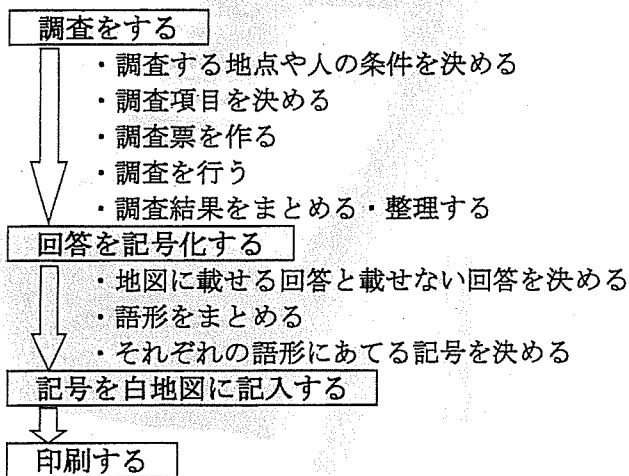 調査をする
・調査する地点や人の条件を決める
・調査項目を決める
・調査票を作る
・調査を行う
・調査結果をまとめる・整理する
回答を記号化する
・地図に載せる回答と載せない回答を決める
・語形をまとめる
・それぞれの語形にあてる記号を決める
記号を白地図に記入する
印刷する